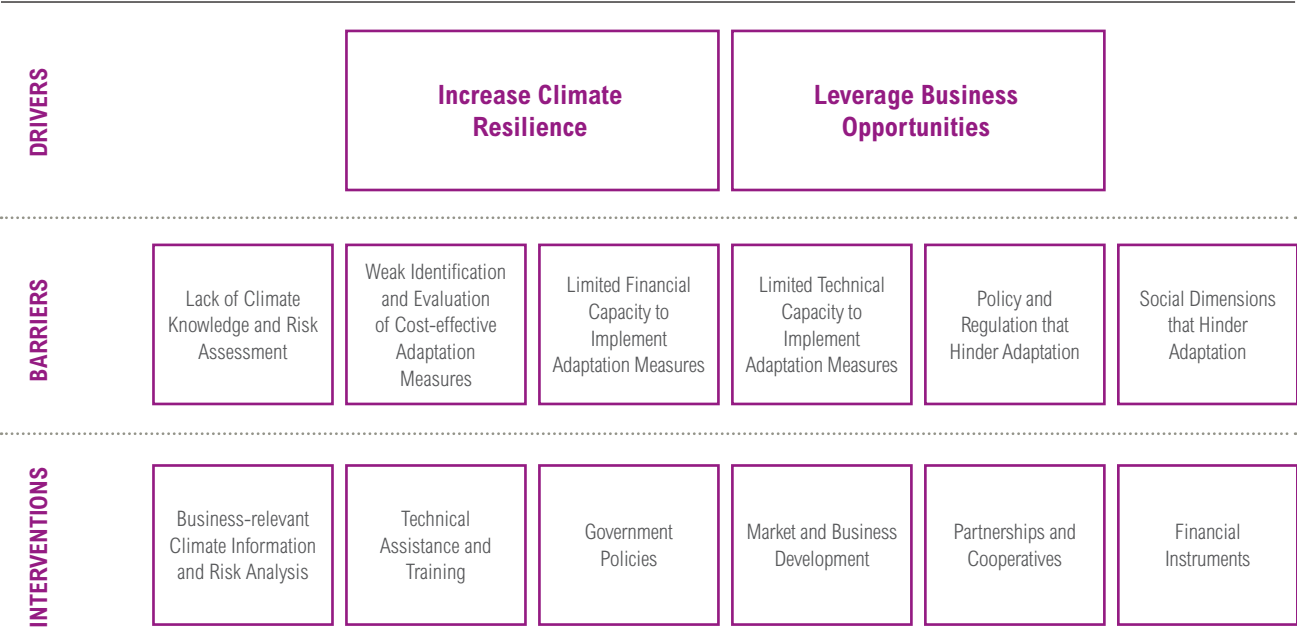 DRIVERS
Increase Climate
Resilience
Leverage Business
Opportunities
BARRIERS
Lack of Climate
Knowledge and Risk
Assessment
Weak Identification
and Evaluation
of Cost-effective
Adaptation
Measures
Limited Financial
Capacity to
Implement
Adaptation Measures
Limited Technical
Capacity to
Implement
Adaptation Measures
Policy and
Regulation that
Hinder Adaptation
Social Dimensions
that Hinder
Adaptation
INTERVENTIONS
Business-relevant
Climate Information
and Risk Analysis
Technical
Assistance and
Training
Government
Policies
Market and Business
Development
Partnerships and
Cooperatives
Financial
Instruments